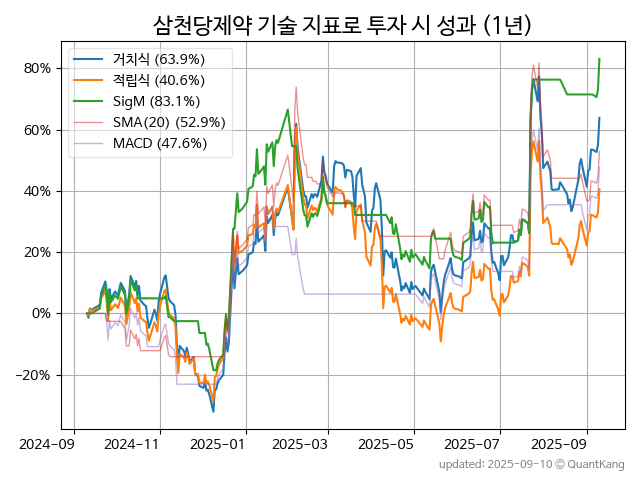 삼천당제약 기술 지표로 투자 시 성과 (1년)
거치식 (63.9%)
적립식 (40.6%)
SigM (83.1%)
SMA(20) (52.9%)
MACD (47.6%)
80%
60%
40%
20%
0%
−20%
2024-09 2024-11 2025-01 2025-03 2025-05 2025-07 2025-09
updated: 2025-09-10 © QuantKang